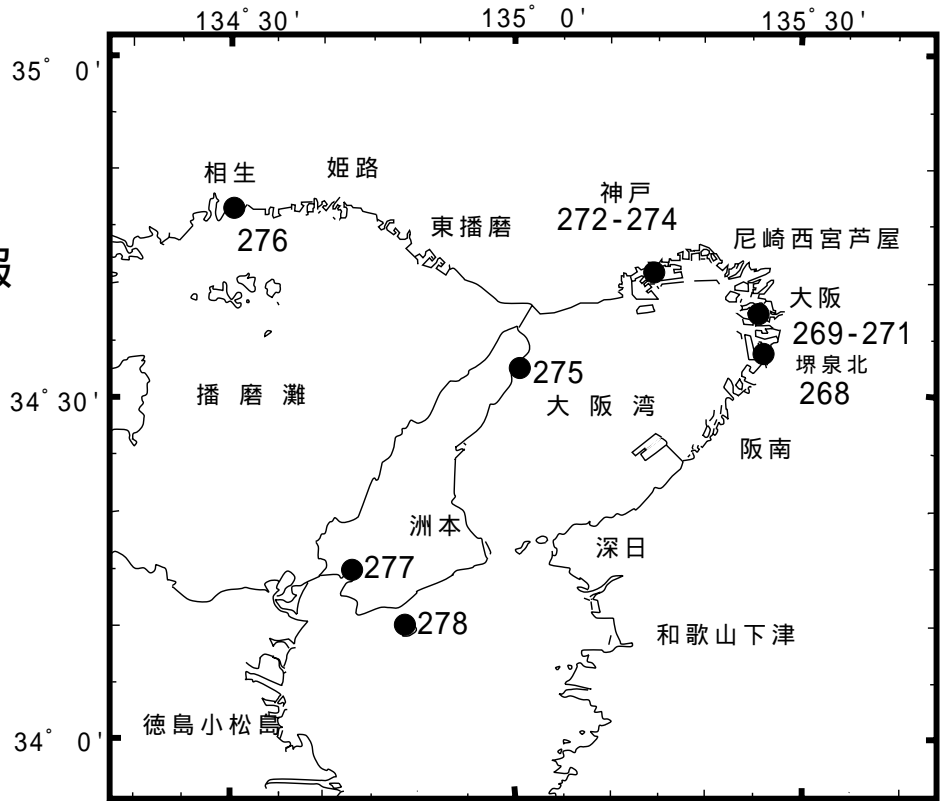 134° 30'
135° 0'
135° 30'
35° 0'
相生
姫路
神戸
272-274
276
東播磨
尼崎西宮芦屋
報
大阪
269-271
275
堺泉北
268
34° 30'
播磨灘
大阪湾
阪南
洲本
深日
277
278
和歌山下津
徳島小松島
34° 0'